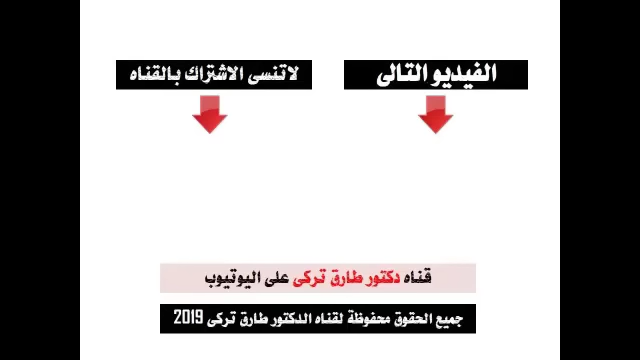 الفيديو التالى
لاتنسى الاشتراك بالقناه
قناه دكتور طارق تركى على اليوتيوب
جميع الحقوق محفوظة لقناه الدكتور طارق تركى 2019